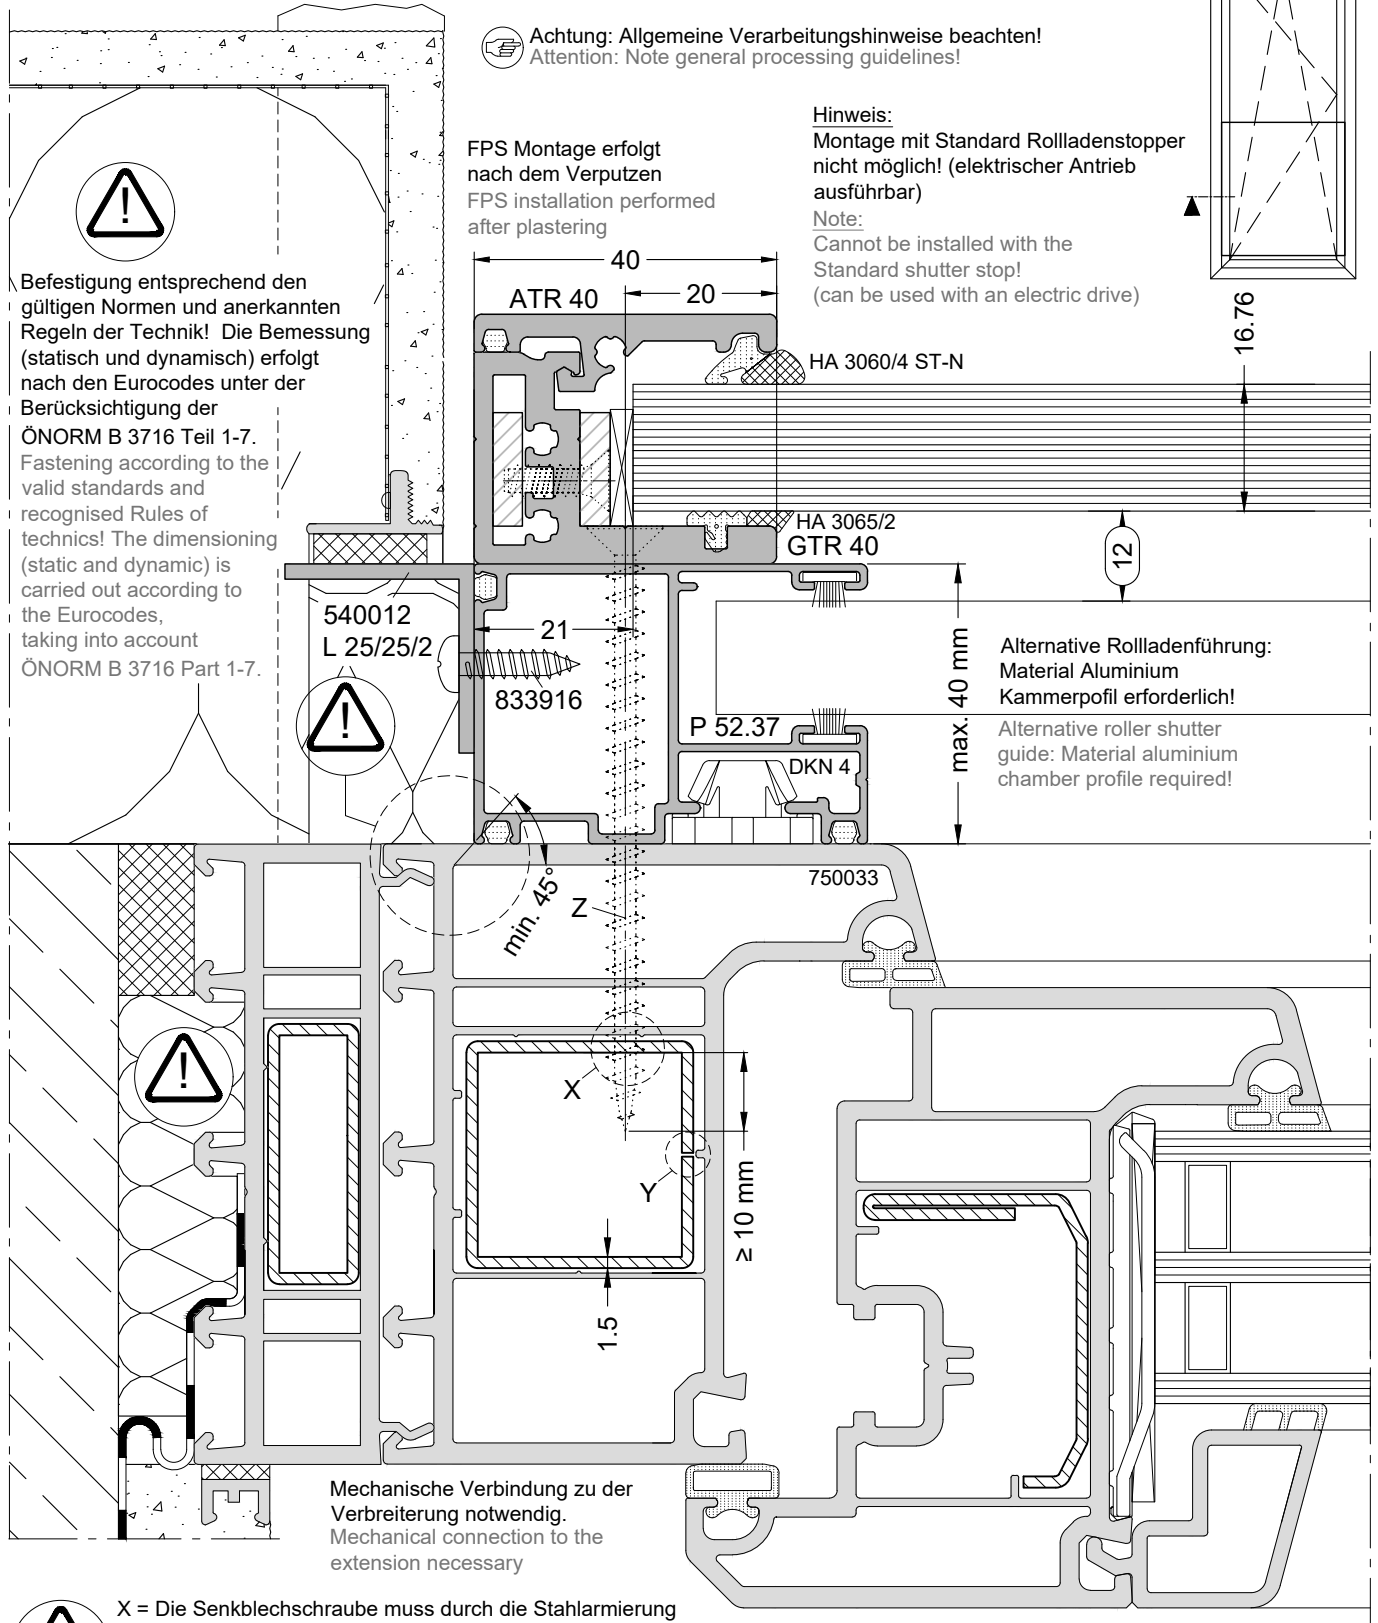 Achtung: Allgemeine Verarbeitungshinweise beachten!
Attention: Note general processing guidelines!
Hinweis:
Montage mit Standard Rollladenstopper
nicht möglich! (elektrischer Antrieb
ausführbar)
Note:
Cannot be installed with the
Standard shutter stop!
(can be used with an electric drive)
FPS Montage erfolgt
nach dem Verputzen
FPS installation performed
after plastering
!
Befestigung entsprechend den
gültigen Normen und anerkannten
Regeln der Technik! Die Bemessung
(statisch und dynamisch) erfolgt
nach den Eurocodes unter der
Berücksichtigung der
ÖNORM B 3716 Teil 1-7.
Fastening according to the
valid standards and
recognised Rules of
technics! The dimensioning
(static and dynamic) is
carried out according to
the Eurocodes,
taking into account
ÖNORM B 3716 Part 1-7.
40
ATR 40
20
16.76
HA 3060/4 ST-N
HA 3065/2
GTR 40
12
540012
L 25/25/2
21
833916
!
P 52.37
DKN 4
max. 40 mm
Alternative Rollladenführung:
Material Aluminium
Kammerpofil erforderlich!
Alternative roller shutter
guide: Material aluminium
chamber profile required!
750033
min. 45°
Z
!
X
Y
≥ 10 mm
1.5
Mechanische Verbindung zu der
Verbreiterung notwendig.
Mechanical connection to the
extension necessary
X = Die Senkblechschraube muss durch die Stahlarmierung